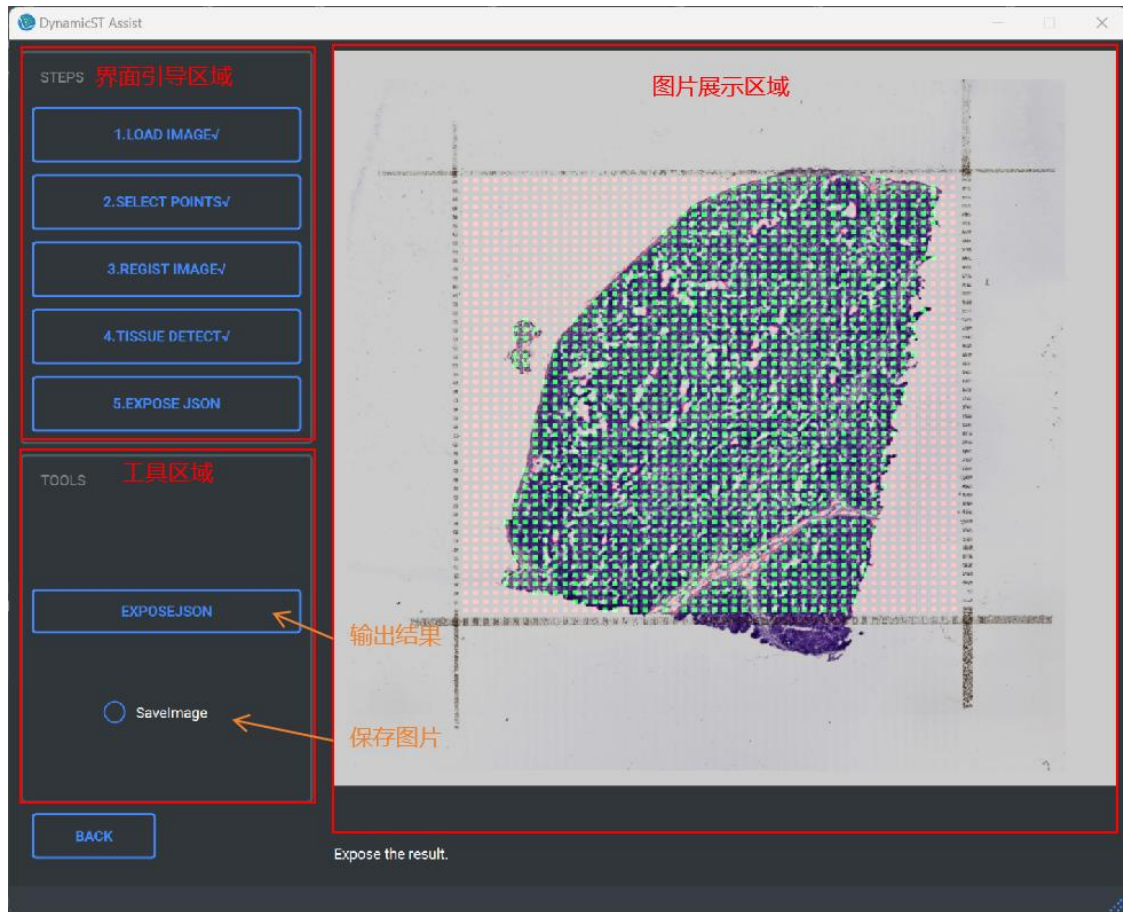 DynamicST Assist
STEPS 界面引导区域
1.LOAD IMAGE√
2.SELECT POINTS√
3.REGIST IMAGE√
4.TISSUE DETECT√
5.EXPOSE JSON
TOOLS 工具区域
EXPOSEJSON
SaveImage
BACK
图片展示区域
输出结果
保存图片
Expose the result.